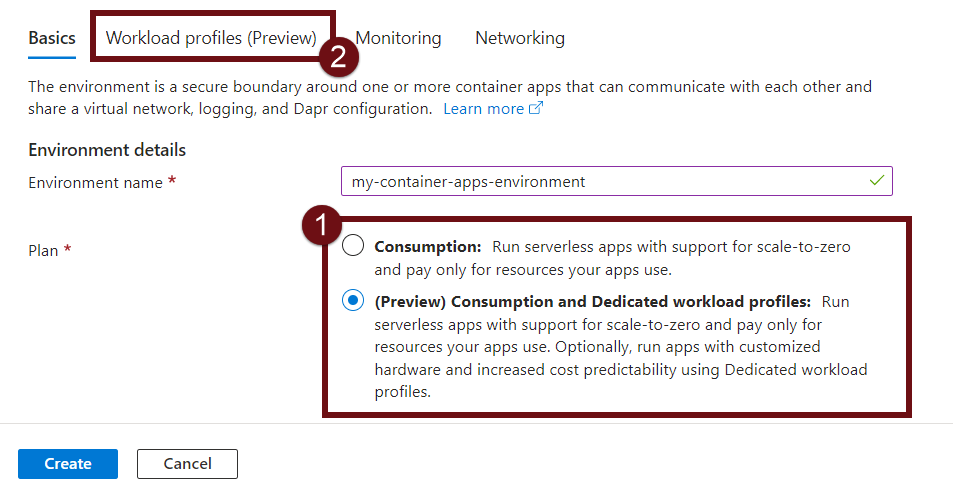 Basics Workload profiles (Preview) Monitoring Networking
2
The environment is a secure boundary around one or more container apps that can communicate with each other and
share a virtual network, logging, and Dapr configuration. Learn more
Environment details
Environment name * my-container-apps-environment
1
Plan *
Consumption: Run serverless apps with support for scale-to-zero
and pay only for resources your apps use.
(Preview) Consumption and Dedicated workload profiles: Run
serverless apps with support for scale-to-zero and pay only for
resources your apps use. Optionally, run apps with customized
hardware and increased cost predictability using Dedicated workload
profiles.
Create Cancel